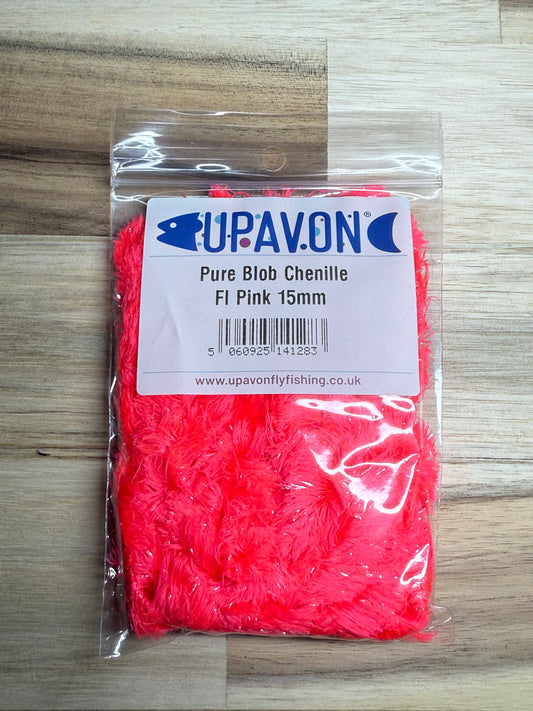 UPAVON®
Pure Blob Chenille
Fl Pink 15mm
5 060925 141283
www.upavonflyfishing.co.uk